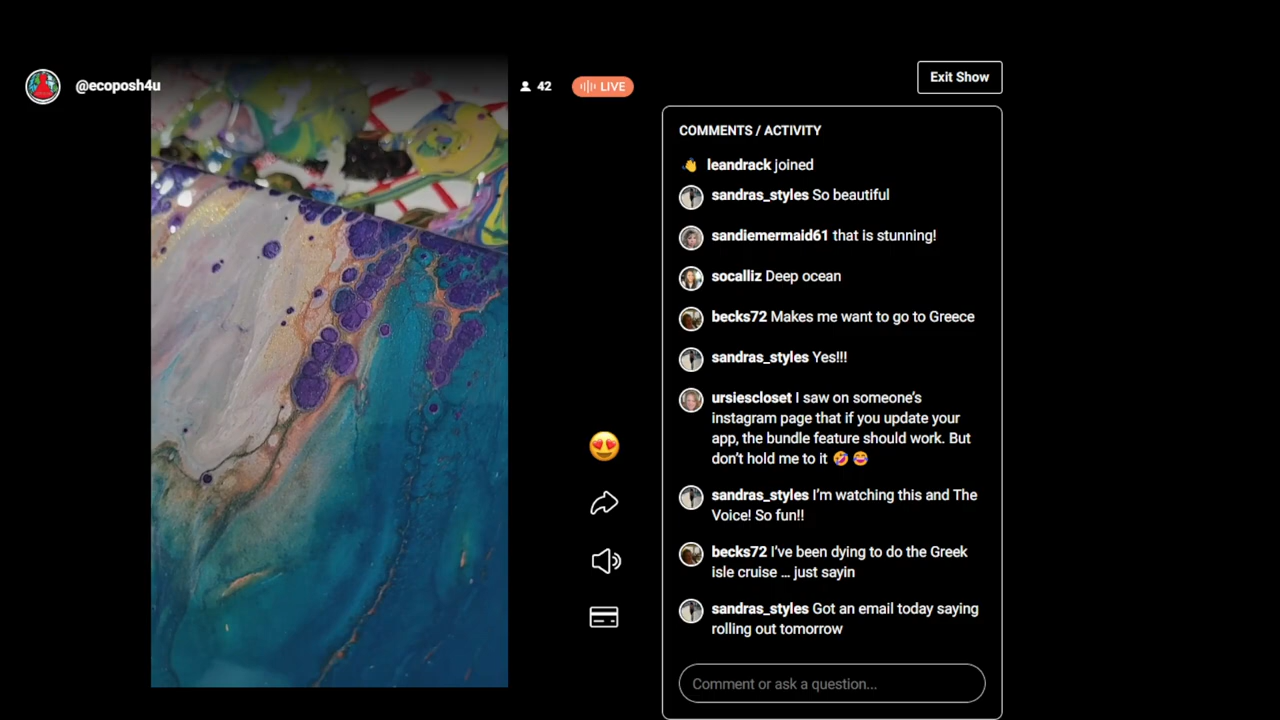 @ecoposh4u
42
LIVE
Exit Show
COMMENTS / ACTIVITY
👋 leandrack joined
sandras_styles So beautiful
sandiemermaid61 that is stunning!
socalliz Deep ocean
becks72 Makes me want to go to Greece
sandras_styles Yes!!!
ursiescloset I saw on someone’s
instagram page that if you update your
app, the bundle feature should work. But
don’t hold me to it 🤣 😂
sandras_styles I’m watching this and The
Voice! So fun!!
becks72 I’ve been dying to do the Greek
isle cruise … just sayin
sandras_styles Got an email today saying
rolling out tomorrow
Comment or ask a question...